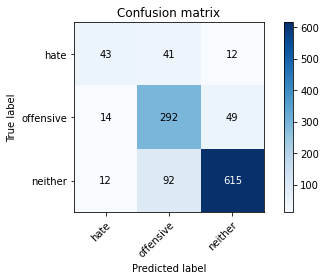 Confusion matrix
hate 43 41 12
offensive 14 292 49
neither 12 92 615
hate offensive neither
True label
Predicted label
600
500
400
300
200
100